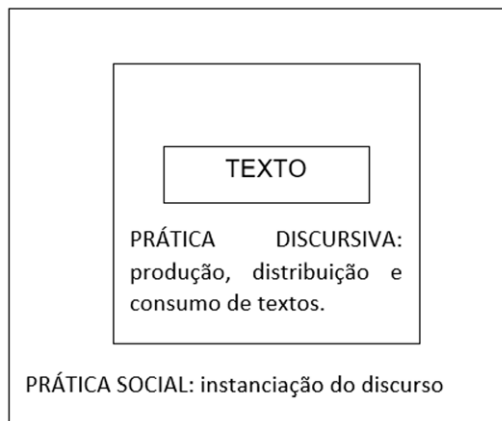 TEXTO
PRÁTICA DISCURSIVA:
produção, distribuição e
consumo de textos.
PRÁTICA SOCIAL: instanciação do discurso